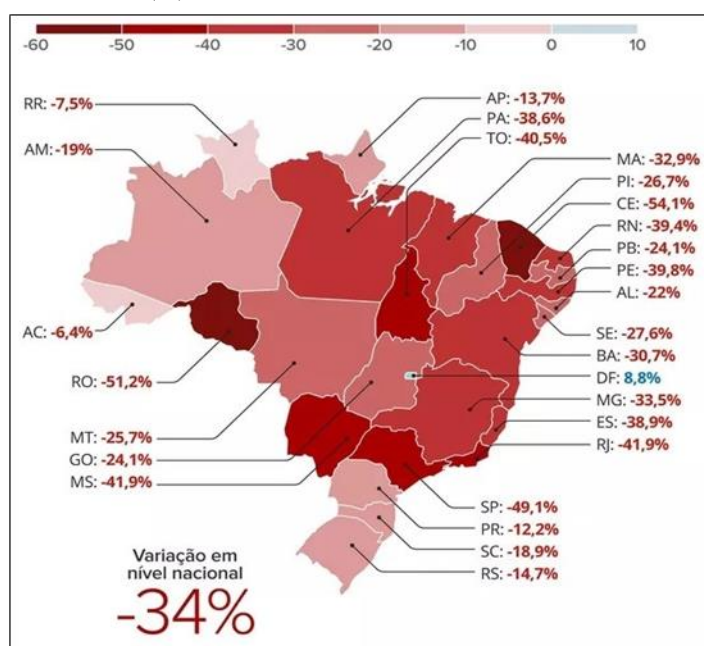 -60 -50 -40 -30 -20 -10 0 10
RR: -7,5%
AM: -19%
AC: -6,4%
RO: -51,2%
MT: -25,7%
GO: -24,1%
MS: -41,9%
AP: -13,7%
PA: -38,6%
TO: -40,5%
MA: -32,9%
PI: -26,7%
CE: -54,1%
RN: -39,4%
PB: -24,1%
PE: -39,8%
AL: -22%
SE: -27,6%
BA: -30,7%
DF: 8,8%
MG: -33,5%
ES: -38,9%
RJ: -41,9%
SP: -49,1%
PR: -12,2%
SC: -18,9%
RS: -14,7%
Variação em
nível nacional
-34%